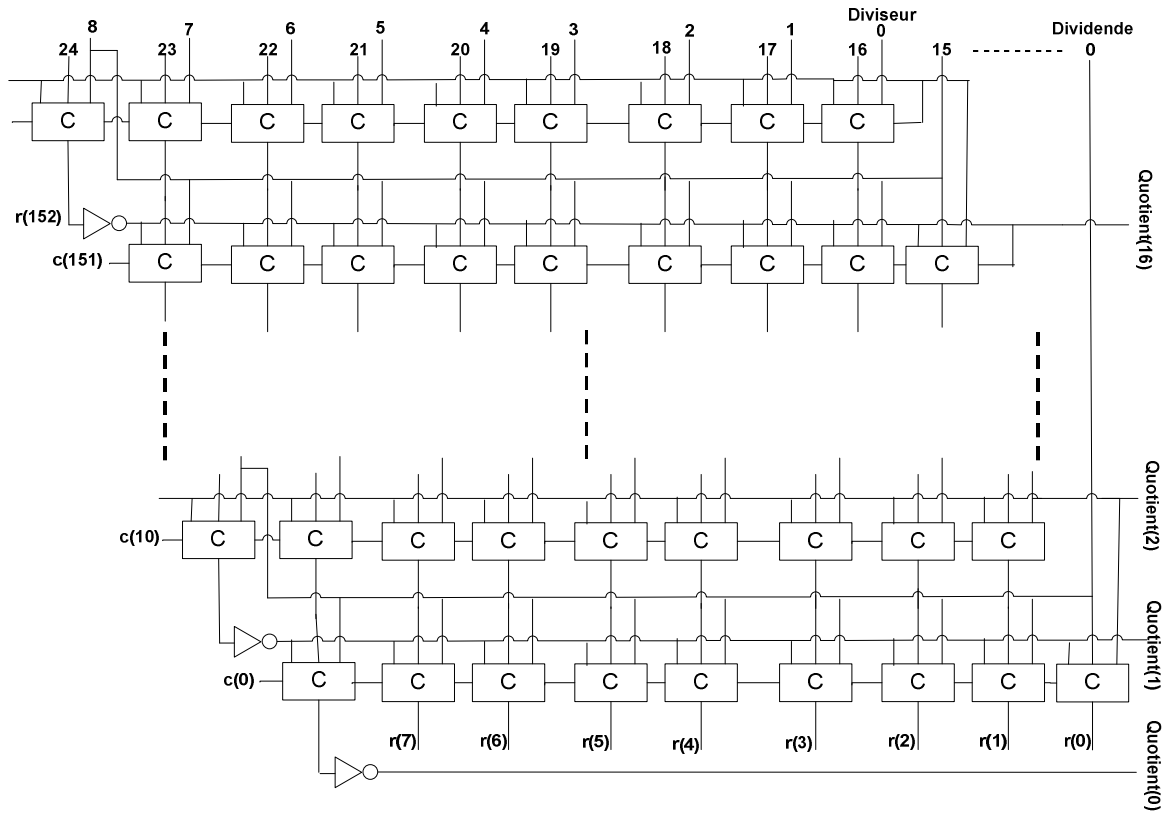 Diviseur
8 7 6 5 4 3 2 1 0 Dividende
24 23 22 21 20 19 18 17 16 15 0
C C C C C C C C C
r(152)
Quotient(16)
c(151) C C C C C C C C C
Quotient(2)
c(10) C C C C C C C C C
Quotient(1)
c(0) C C C C C C C C C
r(7) r(6) r(5) r(4) r(3) r(2) r(1) r(0)
Quotient(0)